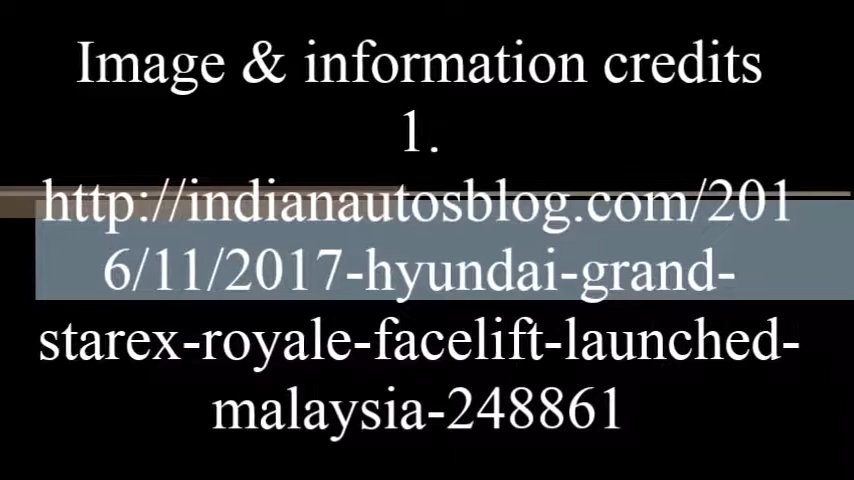 Image & information credits
1.
http://indianautosblog.com/201
6/11/2017-hyundai-grand-
starex-royale-facelift-launched-
malaysia-248861